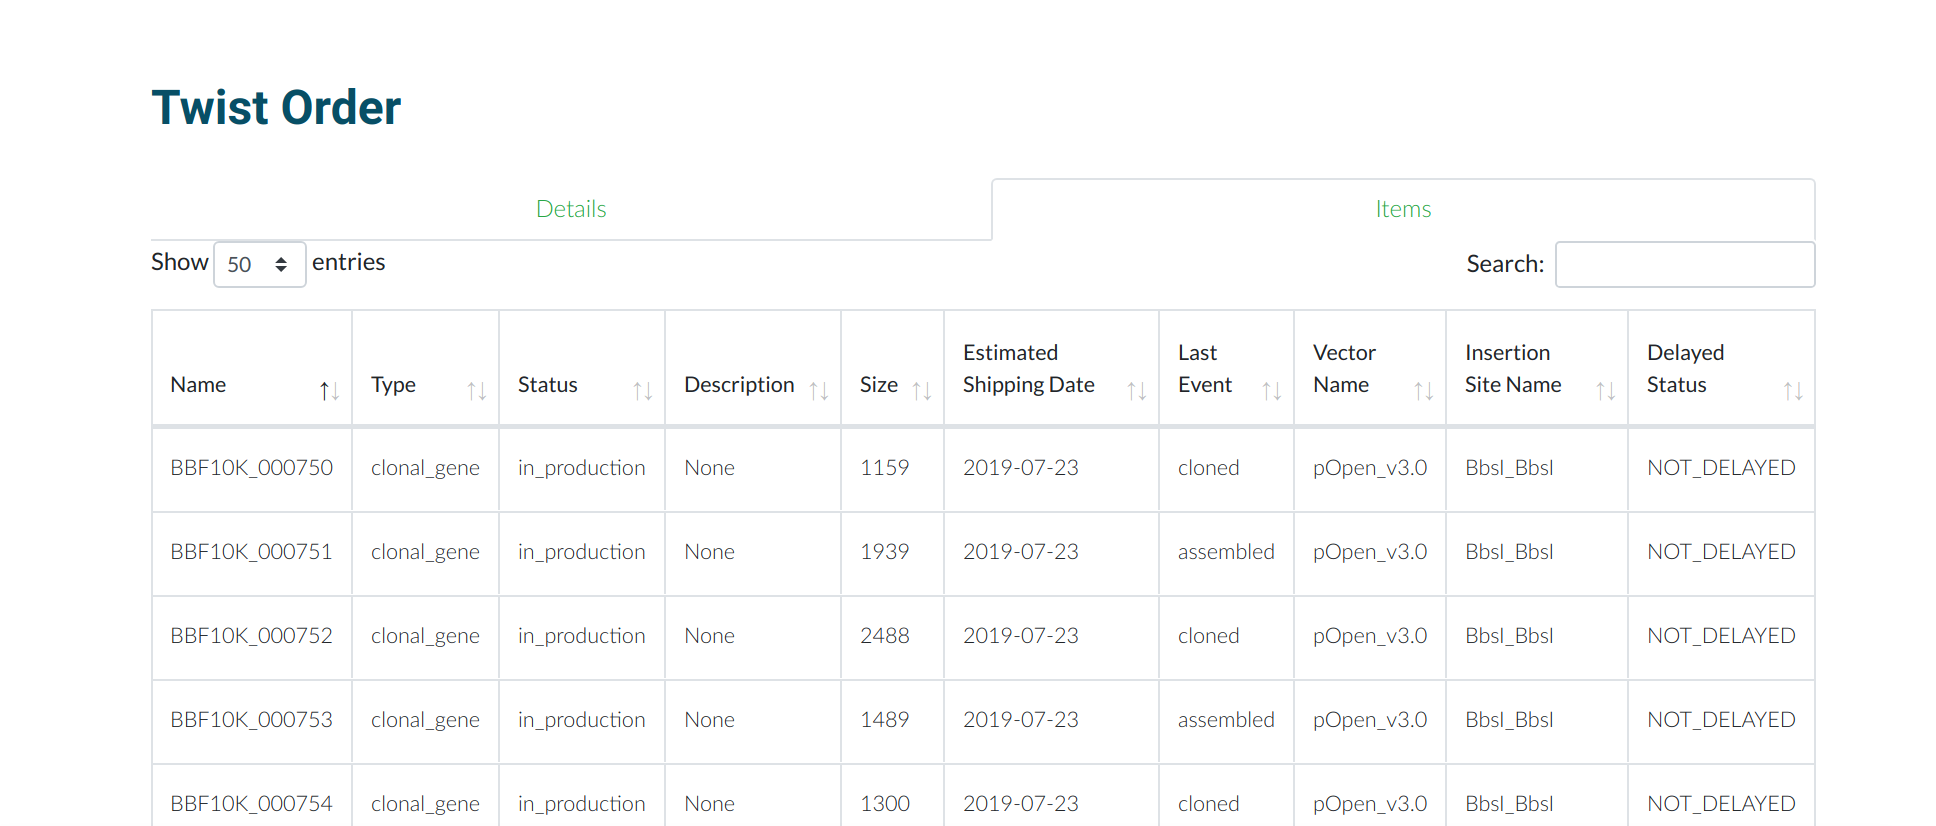 Twist Order
Details Items
Show 50 entries Search:
Name Type Status Description Size Estimated Shipping Date Last Event Vector Name Insertion Site Name Delayed Status
BBF10K_000750 clonal_gene in_production None 1159 2019-07-23 cloned pOpen_v3.0 BbsI_BbsI NOT_DELAYED
BBF10K_000751 clonal_gene in_production None 1939 2019-07-23 assembled pOpen_v3.0 BbsI_BbsI NOT_DELAYED
BBF10K_000752 clonal_gene in_production None 2488 2019-07-23 cloned pOpen_v3.0 BbsI_BbsI NOT_DELAYED
BBF10K_000753 clonal_gene in_production None 1489 2019-07-23 assembled pOpen_v3.0 BbsI_BbsI NOT_DELAYED
BBF10K_000754 clonal_gene in_production None 1300 2019-07-23 cloned pOpen_v3.0 BbsI_BbsI NOT_DELAYED